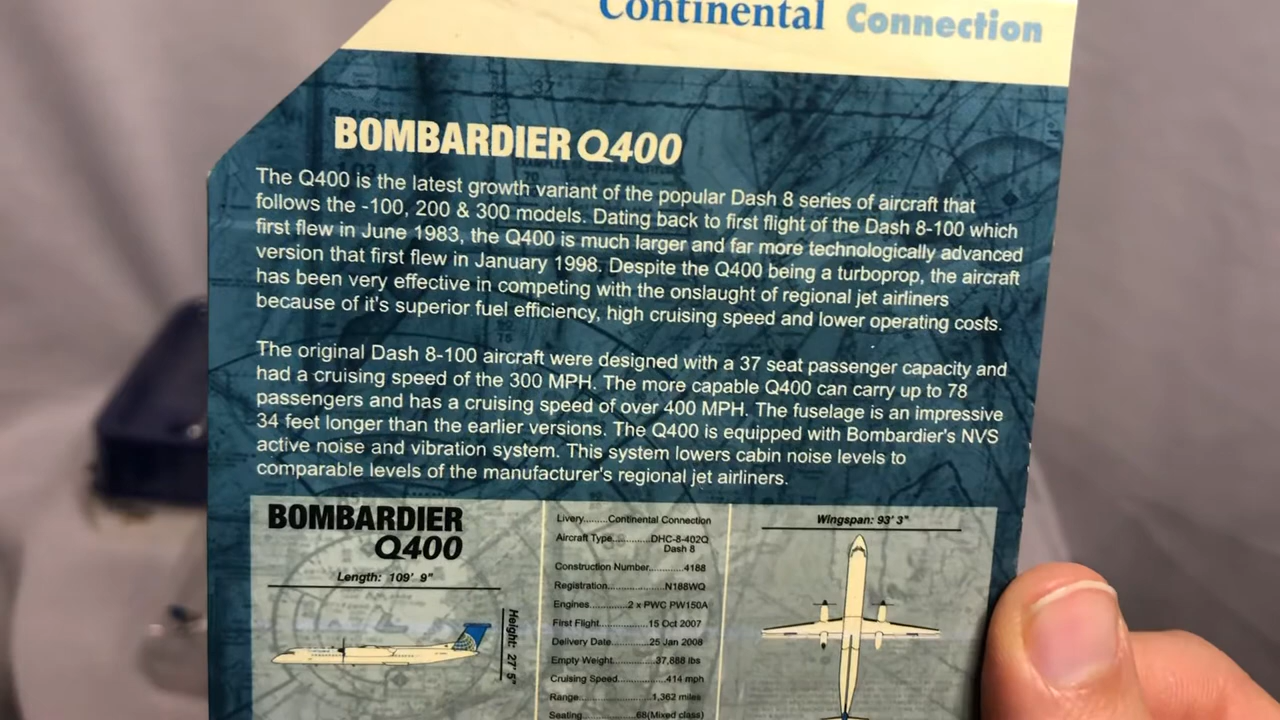 Continental Connection
BOMBARDIER Q400
The Q400 is the latest growth variant of the popular Dash 8 series of aircraft that
follows the -100, 200 & 300 models. Dating back to first flight of the Dash 8-100 which
first flew in June 1983, the Q400 is much larger and far more technologically advanced
version that first flew in January 1998. Despite the Q400 being a turboprop, the aircraft
has been very effective in competing with the onslaught of regional jet airliners
because of it's superior fuel efficiency, high cruising speed and lower operating costs.
The original Dash 8-100 aircraft were designed with a 37 seat passenger capacity and
had a cruising speed of the 300 MPH. The more capable Q400 can carry up to 78
passengers and has a cruising speed of over 400 MPH. The fuselage is an impressive
34 feet longer than the earlier versions. The Q400 is equipped with Bombardier's NVS
active noise and vibration system. This system lowers cabin noise levels to
comparable levels of the manufacturer's regional jet airliners.
BOMBARDIER
Q400
Length: 109' 9"
Height: 27' 5"
Livery........Continental Connection
Aircraft Type............DHC-8-402Q
Dash 8
Construction Number...........4188
Registration.................N188WQ
Engines............2 x PWC PW150A
First Flight................15 Oct 2007
Delivery Date............25 Jan 2008
Empty Weight............37,888 lbs
Cruising Speed...............414 mph
Range.....................1,362 miles
Seating................68(Mixed class)
Wingspan: 93' 3"